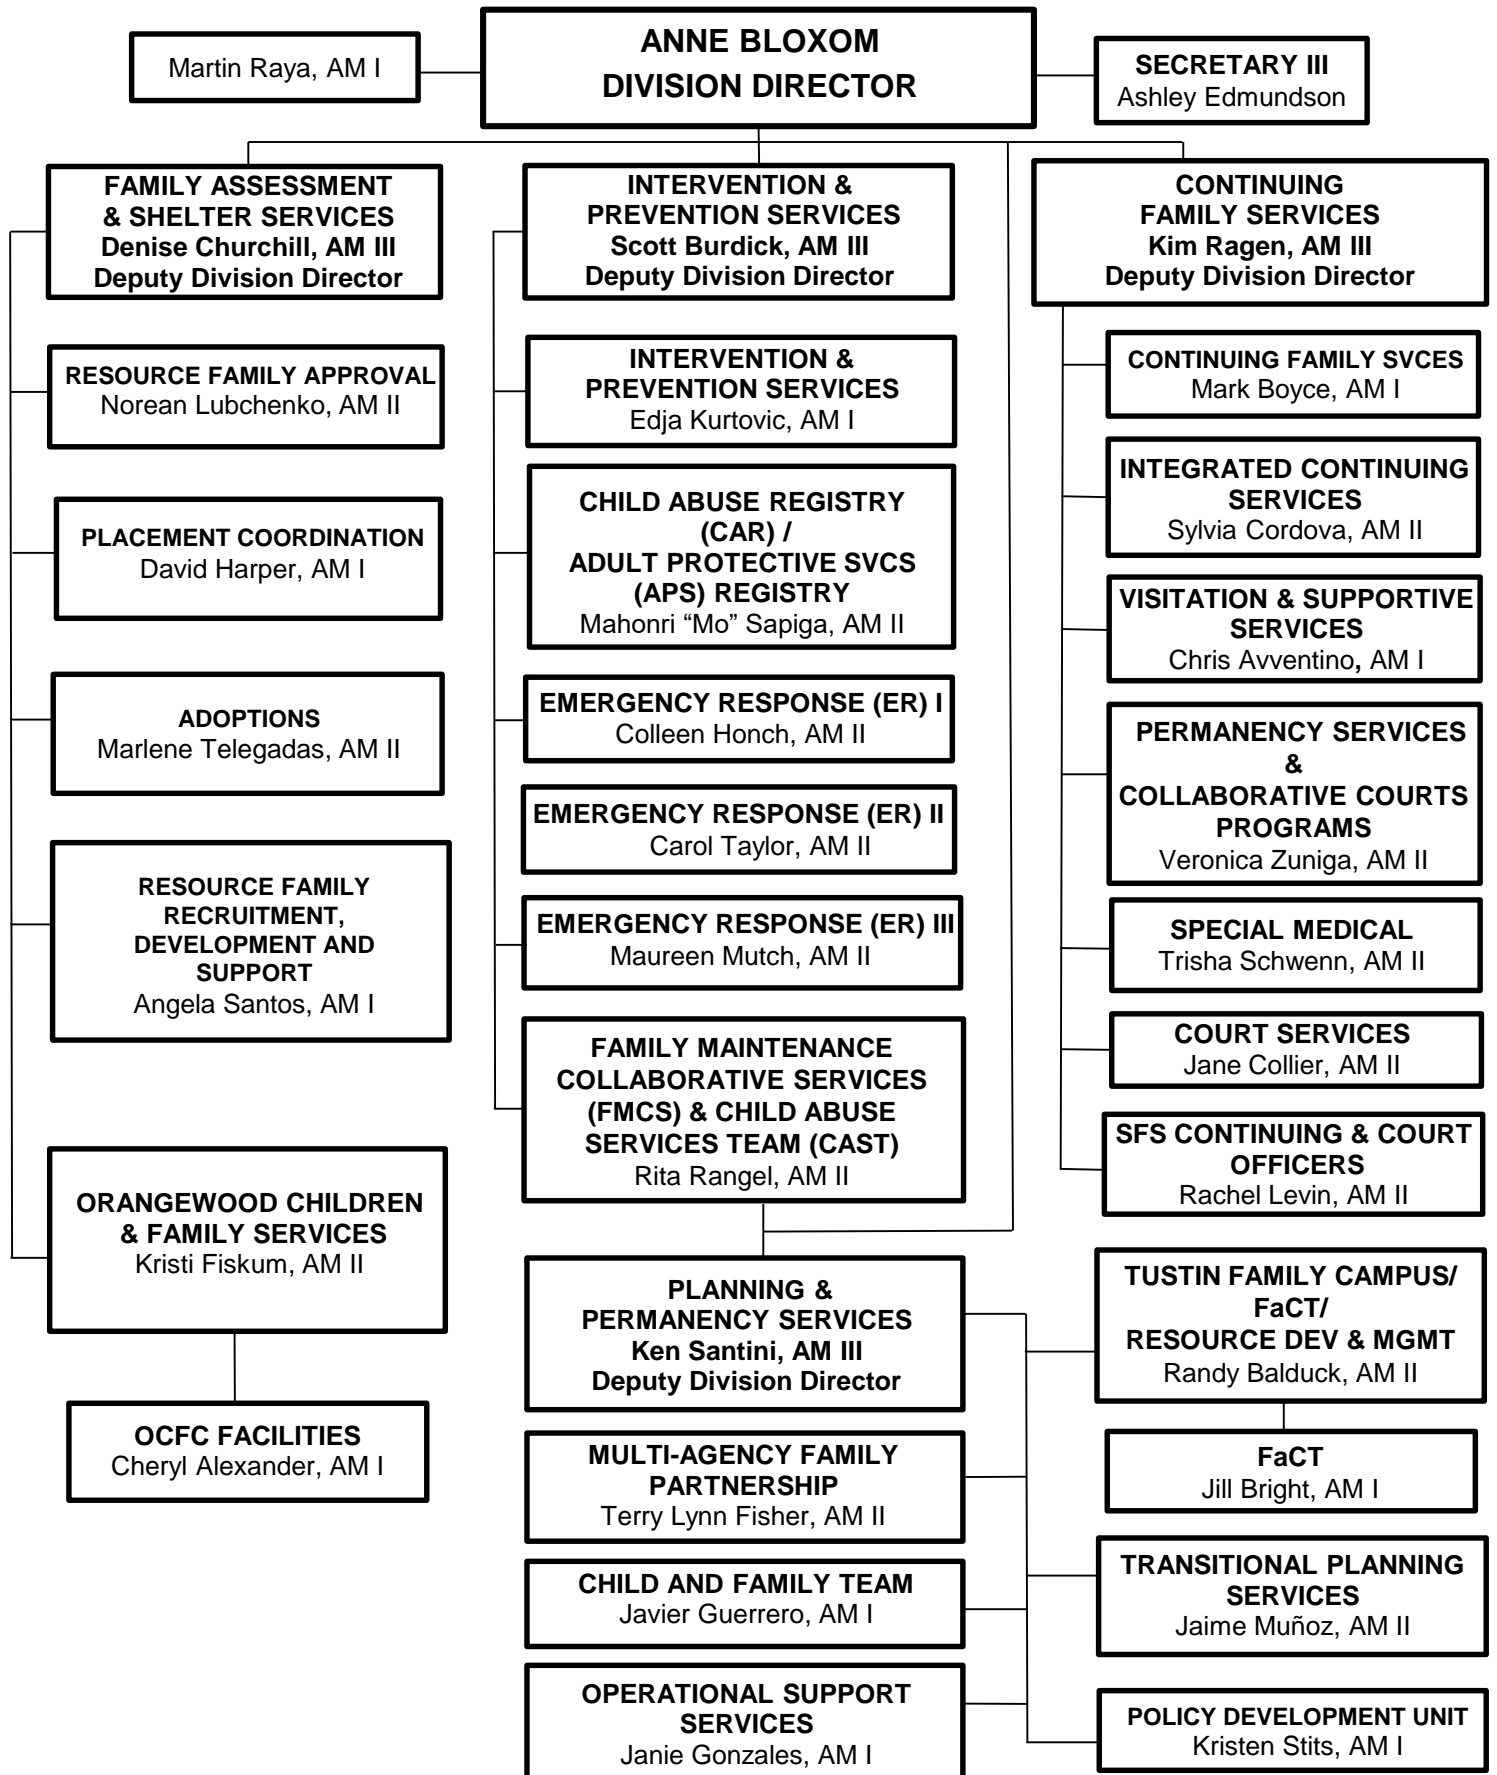 ANNE BLOXOM
DIVISION DIRECTOR
Martin Raya, AM I
SECRETARY III
Ashley Edmundson
FAMILY ASSESSMENT
& SHELTER SERVICES
Denise Churchill, AM III
Deputy Division Director
RESOURCE FAMILY APPROVAL
Norean Lubchenko, AM II
PLACEMENT COORDINATION
David Harper, AM I
ADOPTIONS
Marlene Telegadas, AM II
RESOURCE FAMILY
RECRUITMENT,
DEVELOPMENT AND
SUPPORT
Angela Santos, AM I
ORANGEWOOD CHILDREN
& FAMILY SERVICES
Kristi Fiskum, AM II
OCFC FACILITIES
Cheryl Alexander, AM I
INTERVENTION &
PREVENTION SERVICES
Scott Burdick, AM III
Deputy Division Director
INTERVENTION &
PREVENTION SERVICES
Edja Kurtovic, AM I
CHILD ABUSE REGISTRY
(CAR) /
ADULT PROTECTIVE SVCS
(APS) REGISTRY
Mahonri “Mo” Sapiga, AM II
EMERGENCY RESPONSE (ER) I
Colleen Honch, AM II
EMERGENCY RESPONSE (ER) II
Carol Taylor, AM II
EMERGENCY RESPONSE (ER) III
Maureen Mutch, AM II
FAMILY MAINTENANCE
COLLABORATIVE SERVICES
(FMCS) & CHILD ABUSE
SERVICES TEAM (CAST)
Rita Rangel, AM II
CONTINUING
FAMILY SERVICES
Kim Ragen, AM III
Deputy Division Director
CONTINUING FAMILY SVCES
Mark Boyce, AM I
INTEGRATED CONTINUING
SERVICES
Sylvia Cordova, AM II
VISITATION & SUPPORTIVE
SERVICES
Chris Avventino, AM I
PERMANENCY SERVICES
&
COLLABORATIVE COURTS
PROGRAMS
Veronica Zuniga, AM II
SPECIAL MEDICAL
Trisha Schwenn, AM II
COURT SERVICES
Jane Collier, AM II
SFS CONTINUING & COURT
OFFICERS
Rachel Levin, AM II
PLANNING &
PERMANENCY SERVICES
Ken Santini, AM III
Deputy Division Director
MULTI-AGENCY FAMILY
PARTNERSHIP
Terry Lynn Fisher, AM II
CHILD AND FAMILY TEAM
Javier Guerrero, AM I
OPERATIONAL SUPPORT
SERVICES
Janie Gonzales, AM I
TUSTIN FAMILY CAMPUS/
FaCT/
RESOURCE DEV & MGMT
Randy Balduck, AM II
FaCT
Jill Bright, AM I
TRANSITIONAL PLANNING
SERVICES
Jaime Muñoz, AM II
POLICY DEVELOPMENT UNIT
Kristen Stits, AM I